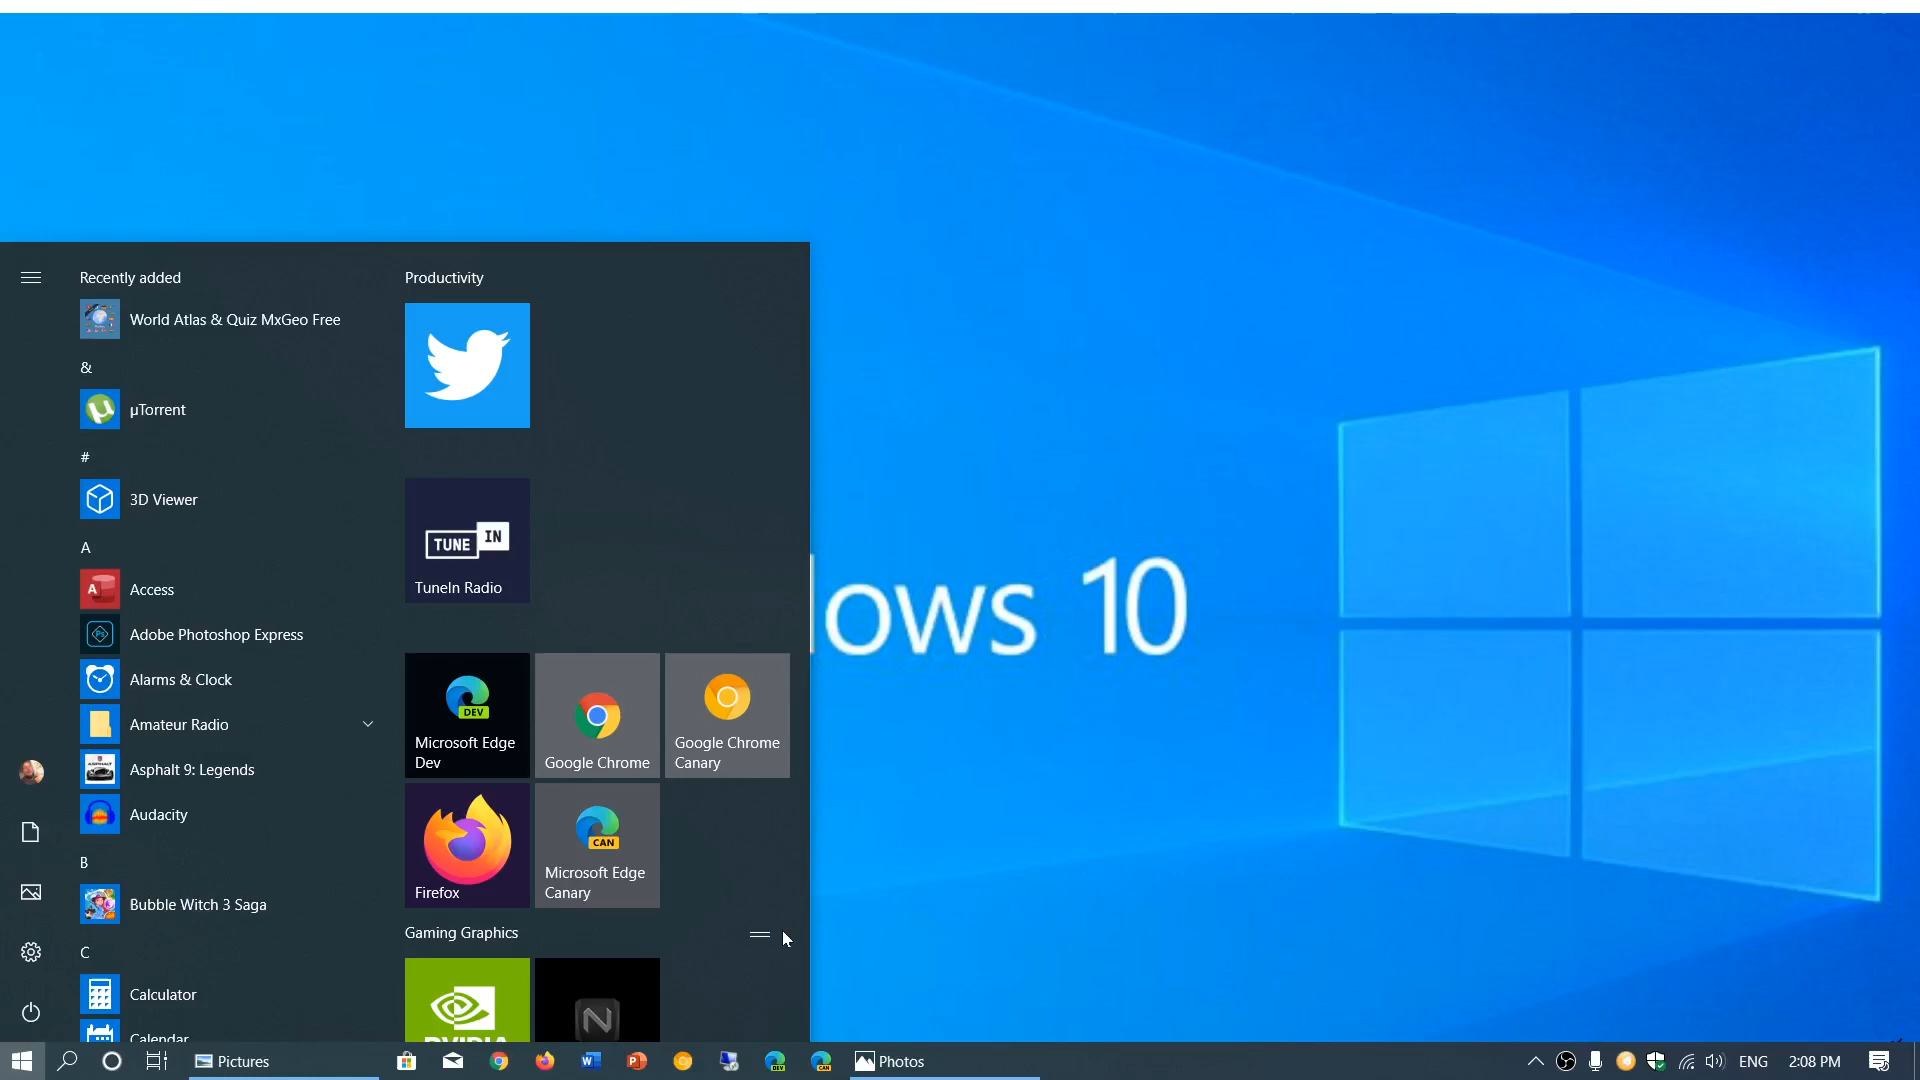 Recently added
World Atlas & Quiz MxGeo Free
&
µTorrent
#
3D Viewer
A
Access
Adobe Photoshop Express
Alarms & Clock
Amateur Radio
Asphalt 9: Legends
Audacity
B
Bubble Witch 3 Saga
C
Calculator
Calendar
Productivity
TUNE IN
TuneIn Radio
DEV
Microsoft Edge
Dev
Google Chrome
Google Chrome
Canary
Firefox
CAN
Microsoft Edge
Canary
Gaming Graphics
NVIDIA
N
lows 10
Pictures
Photos
ENG
2:08 PM